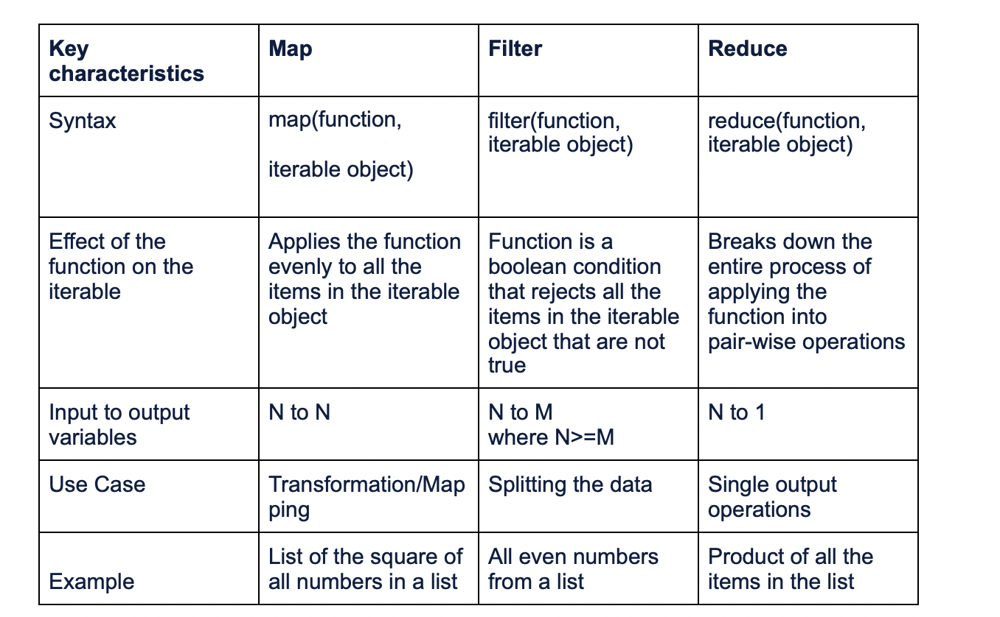 Key
characteristics
Map
Filter
Reduce
Syntax
map(function,
iterable object)
filter(function,
iterable object)
reduce(function,
iterable object)
Effect of the
function on the
iterable
Applies the function
evenly to all the
items in the iterable
object
Function is a
boolean condition
that rejects all the
items in the iterable
object that are not
true
Breaks down the
entire process of
applying the
function into
pair-wise operations
Input to output
variables
N to N
N to M
where N>=M
N to 1
Use Case
Transformation/Map
ping
Splitting the data
Single output
operations
Example
List of the square of
all numbers in a list
All even numbers
from a list
Product of all the
items in the list